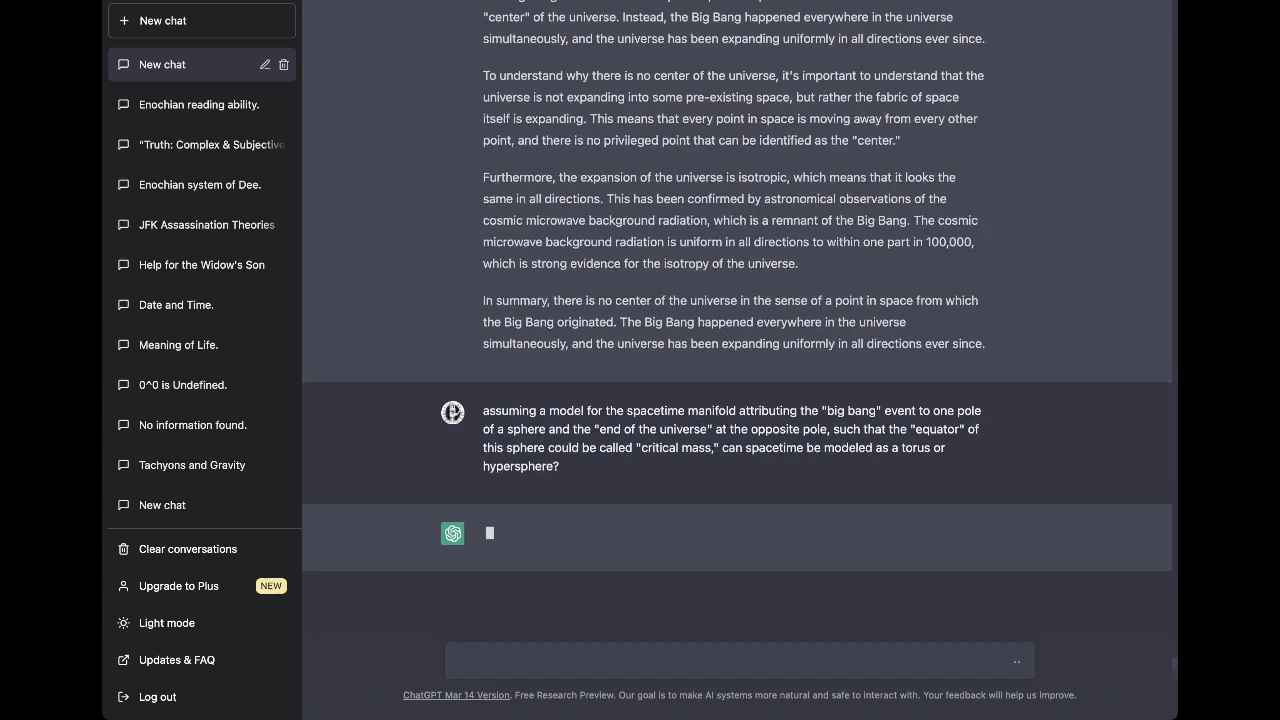 New chat
New chat
Enochian reading ability.
"Truth: Complex & Subjective
Enochian system of Dee.
JFK Assassination Theories
Help for the Widow's Son
Date and Time.
Meaning of Life.
0^0 is Undefined.
No information found.
Tachyons and Gravity
New chat
Clear conversations
Upgrade to Plus NEW
Light mode
Updates & FAQ
Log out
"center" of the universe. Instead, the Big Bang happened everywhere in the universe
simultaneously, and the universe has been expanding uniformly in all directions ever since.
To understand why there is no center of the universe, it's important to understand that the
universe is not expanding into some pre-existing space, but rather the fabric of space
itself is expanding. This means that every point in space is moving away from every other
point, and there is no privileged point that can be identified as the "center."
Furthermore, the expansion of the universe is isotropic, which means that it looks the
same in all directions. This has been confirmed by astronomical observations of the
cosmic microwave background radiation, which is a remnant of the Big Bang. The cosmic
microwave background radiation is uniform in all directions to within one part in 100,000,
which is strong evidence for the isotropy of the universe.
In summary, there is no center of the universe in the sense of a point in space from which
the Big Bang originated. The Big Bang happened everywhere in the universe
simultaneously, and the universe has been expanding uniformly in all directions ever since.
assuming a model for the spacetime manifold attributing the "big bang" event to one pole
of a sphere and the "end of the universe" at the opposite pole, such that the "equator" of
this sphere could be called "critical mass," can spacetime be modeled as a torus or
hypersphere?
ChatGPT Mar 14 Version. Free Research Preview. Our goal is to make AI systems more natural and safe to interact with. Your feedback will help us improve.